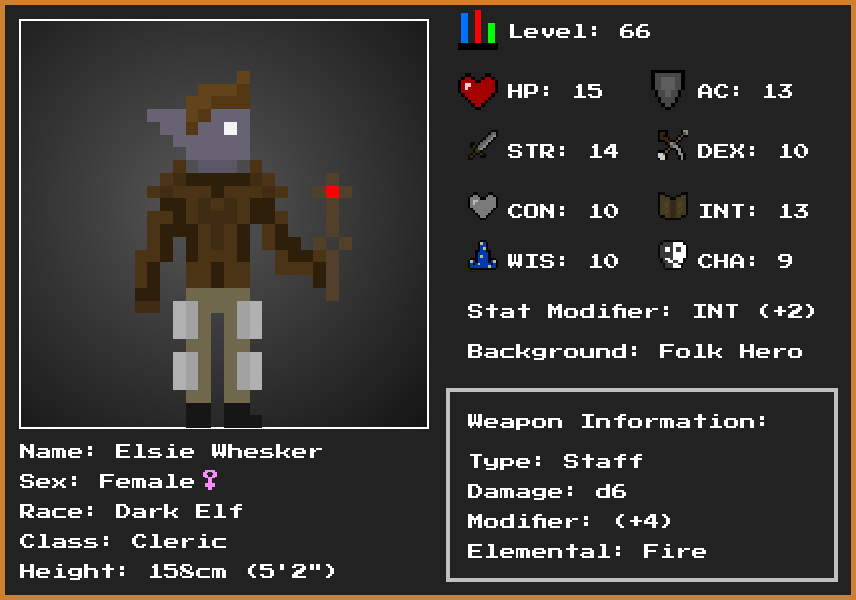 Level: 66
HP: 15 AC: 13
STR: 14 DEX: 10
CON: 10 INT: 13
WIS: 10 CHA: 9
Stat Modifier: INT (+2)
Background: Folk Hero
Weapon Information:
Type: Staff
Damage: d6
Modifier: (+4)
Elemental: Fire
Name: Elsie Whesker
Sex: Female♀
Race: Dark Elf
Class: Cleric
Height: 158cm (5'2")